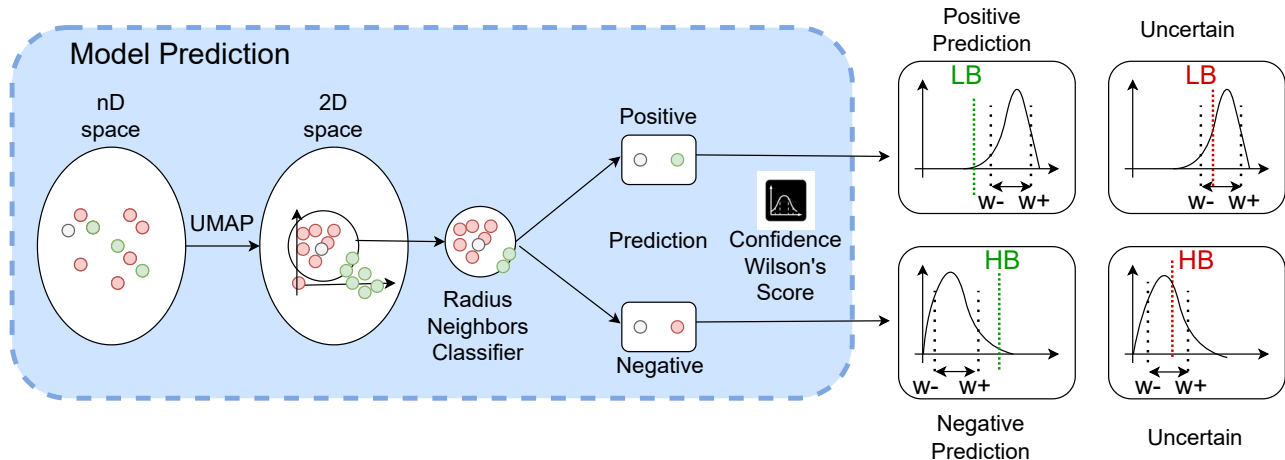 Model Prediction
nD
space
2D
space
UMAP
Radius
Neighbors
Classifier
Positive
Prediction
Negative
Confidence
Wilson's
Score
Positive
Prediction
LB
w- w+
Uncertain
LB
w- w+
HB
w- w+
Negative
Prediction
HB
w- w+
Uncertain